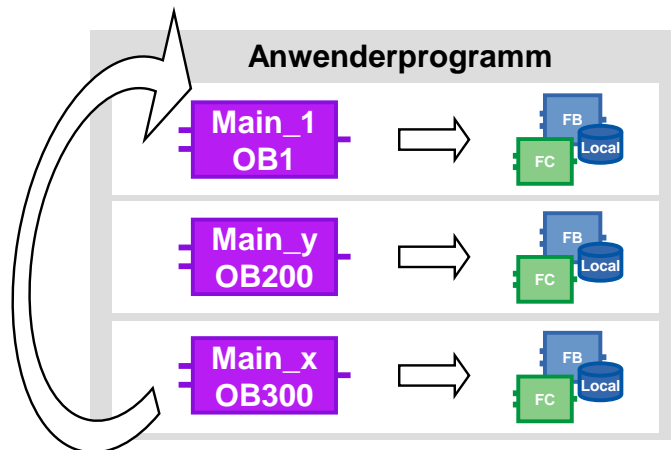 Anwenderprogramm
Main_1
OB1
FB
Local
FC
Main_y
OB200
FB
Local
FC
Main_x
OB300
FB
Local
FC